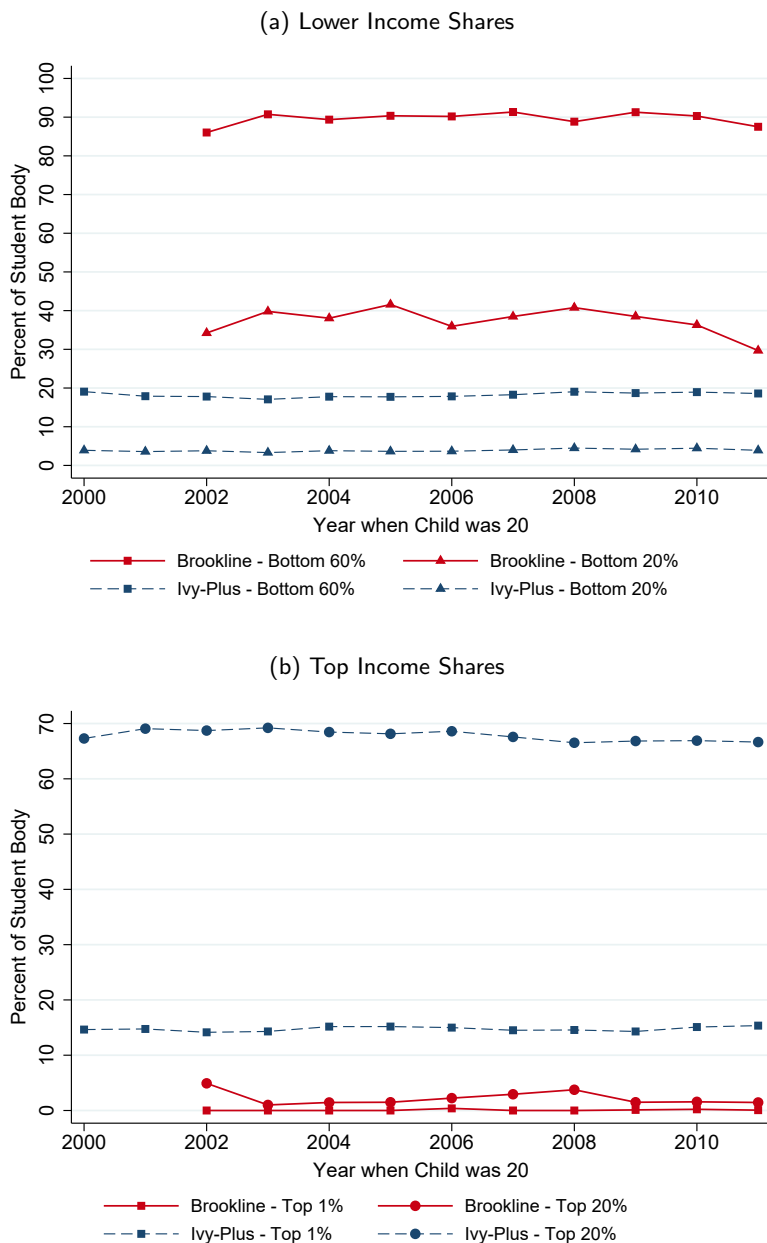 (a) Lower Income Shares
Percent of Student Body
100
90
80
70
60
50
40
30
20
10
0
2000 2002 2004 2006 2008 2010
Year when Child was 20
Brookline - Bottom 60% Brookline - Bottom 20%
Ivy-Plus - Bottom 60% Ivy-Plus - Bottom 20%
(b) Top Income Shares
Percent of Student Body
70
60
50
40
30
20
10
0
2000 2002 2004 2006 2008 2010
Year when Child was 20
Brookline - Top 1% Brookline - Top 20%
Ivy-Plus - Top 1% Ivy-Plus - Top 20%